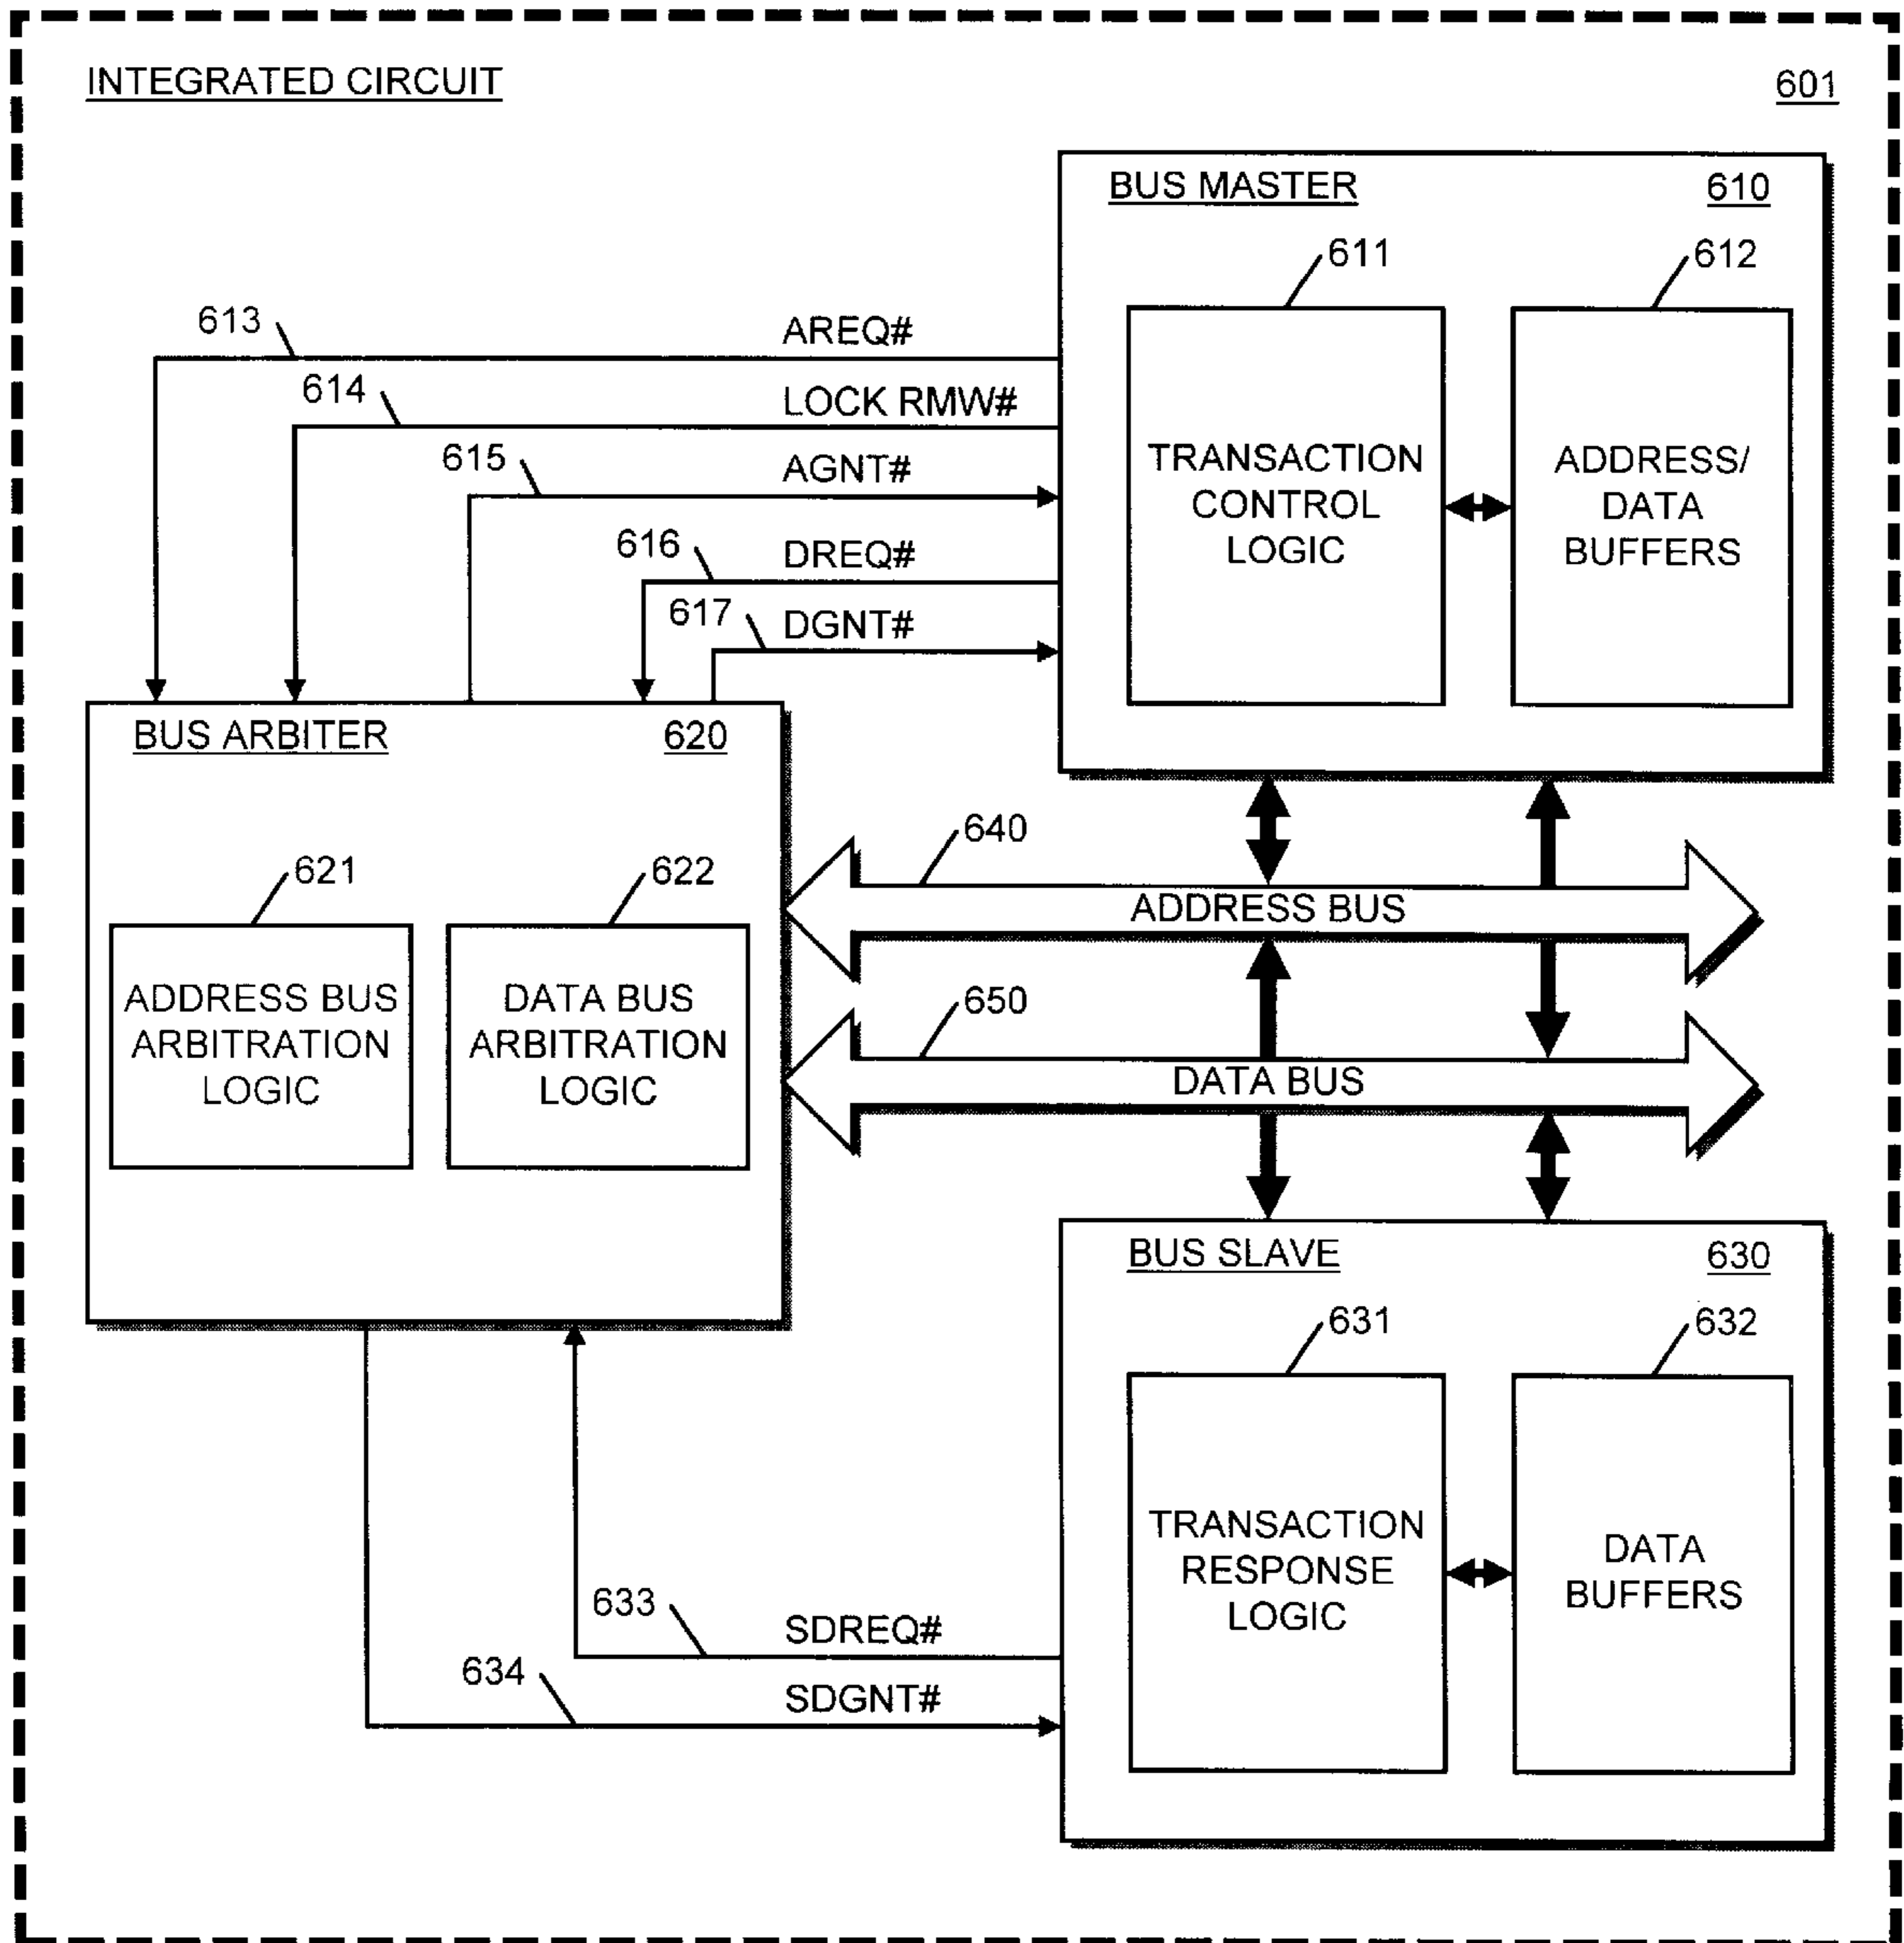 INTEGRATED CIRCUIT
601
BUS MASTER
610
611
612
TRANSACTION
CONTROL
LOGIC
ADDRESS/
DATA
BUFFERS
613
AREQ#
614
LOCK RMW#
615
AGNT#
616
DREQ#
617
DGNT#
BUS ARBITER
620
621
622
ADDRESS BUS
ARBITRATION
LOGIC
DATA BUS
ARBITRATION
LOGIC
640
ADDRESS BUS
650
DATA BUS
BUS SLAVE
630
631
632
TRANSACTION
RESPONSE
LOGIC
DATA
BUFFERS
633
SDREQ#
634
SDGNT#